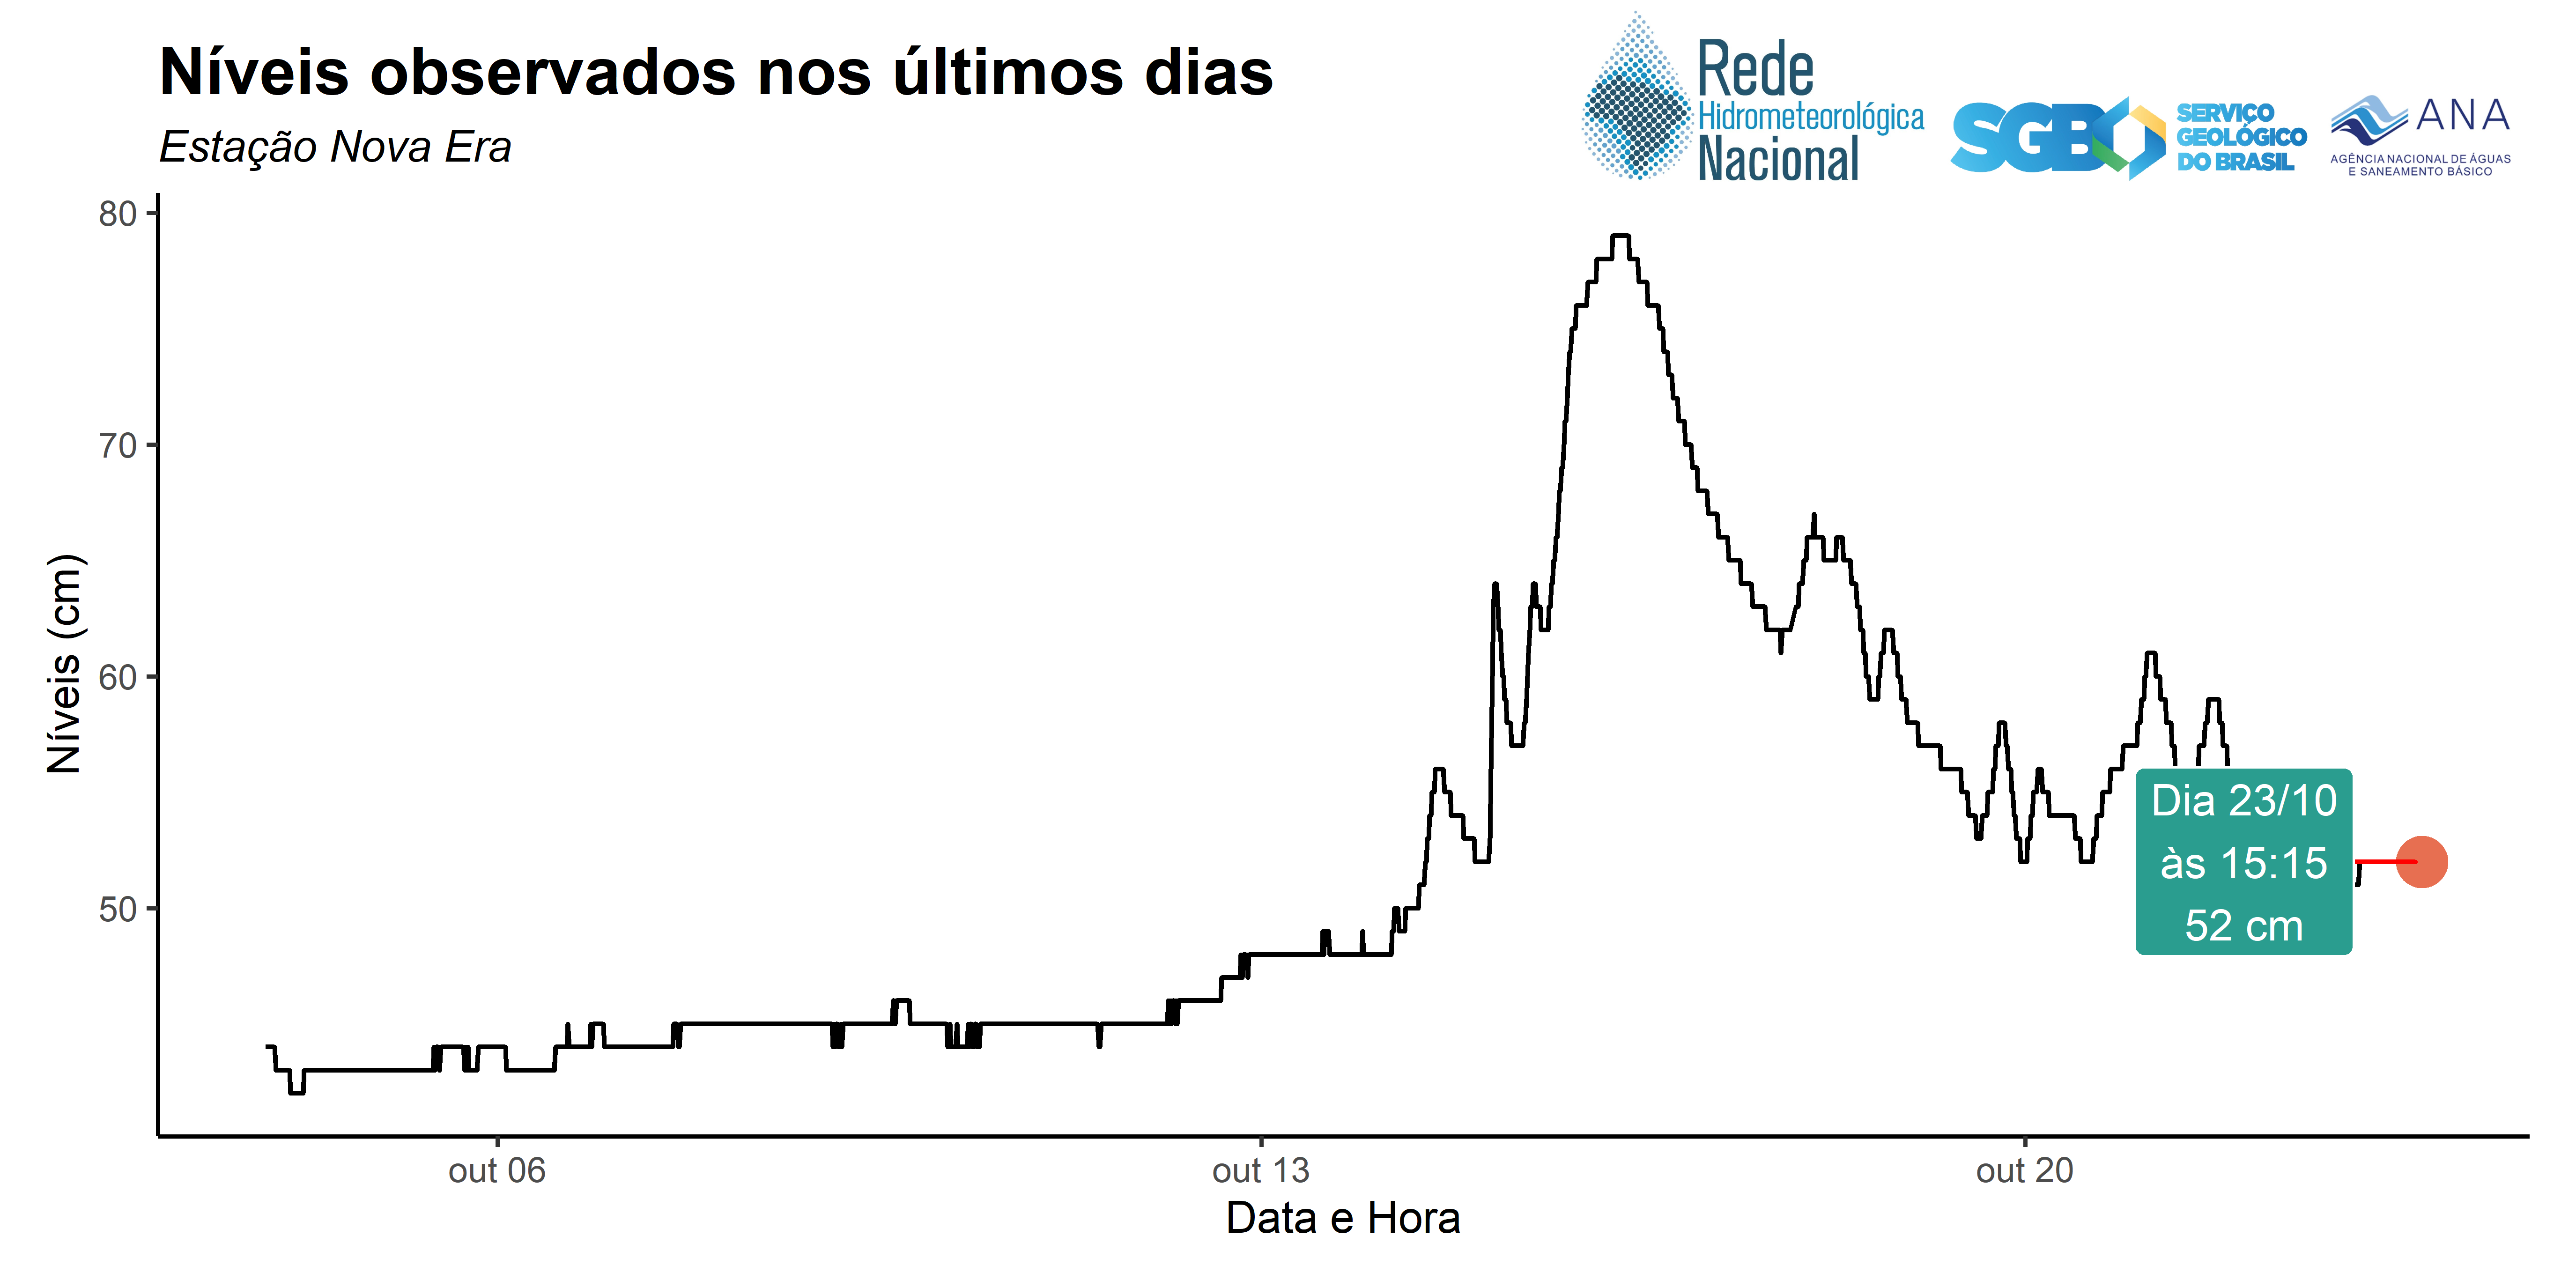 Níveis observados nos últimos dias
Estação Nova Era
Rede
Hidrometeorológica
Nacional
SGB
SERVIÇO
GEOLÓGICO
DO BRASIL
ANA
AGÊNCIA NACIONAL DE ÁGUAS
E SANEAMENTO BÁSICO
80
70
60
50
Níveis (cm)
Dia 23/10
às 15:15
52 cm
out 06
out 13
out 20
Data e Hora